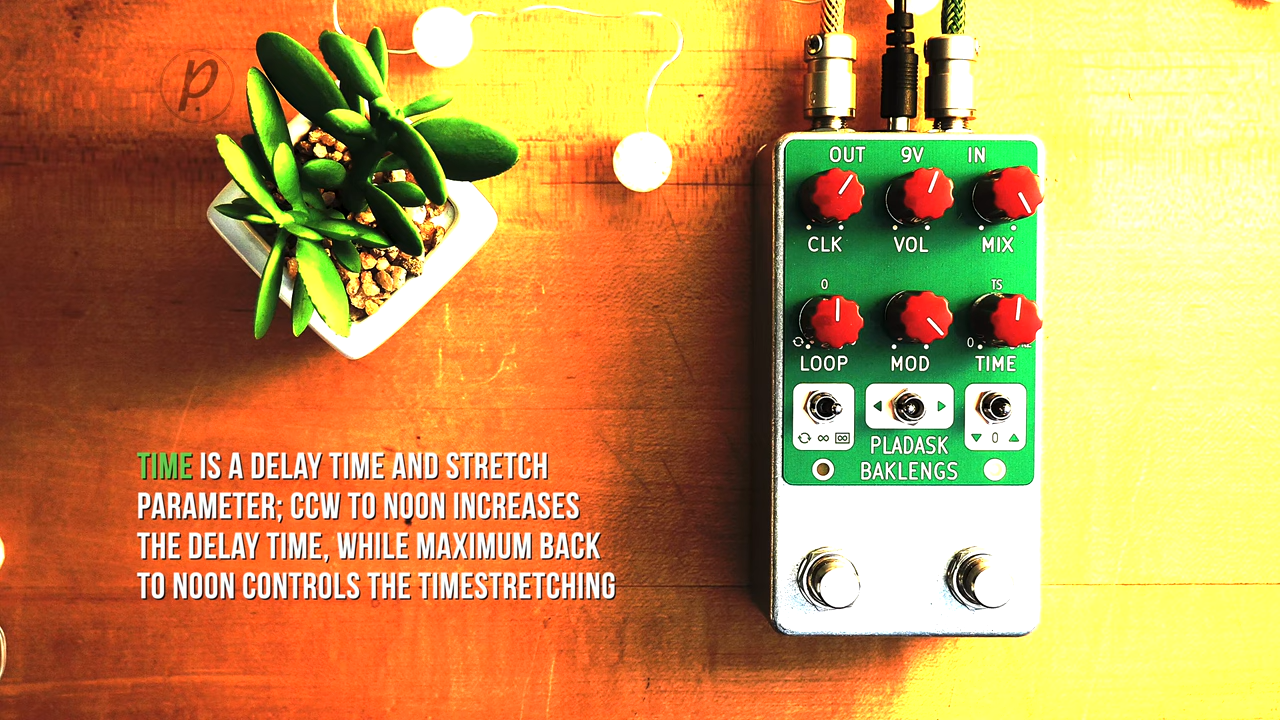 P
OUT 9V IN
CLK VOL MIX
0 TS
0
LOOP MOD TIME
∞ ∞ 0
PLADASK
BAKLENGS
TIME IS A DELAY TIME AND STRETCH
PARAMETER; CCW TO NOON INCREASES
THE DELAY TIME, WHILE MAXIMUM BACK
TO NOON CONTROLS THE TIMESTRETCHING